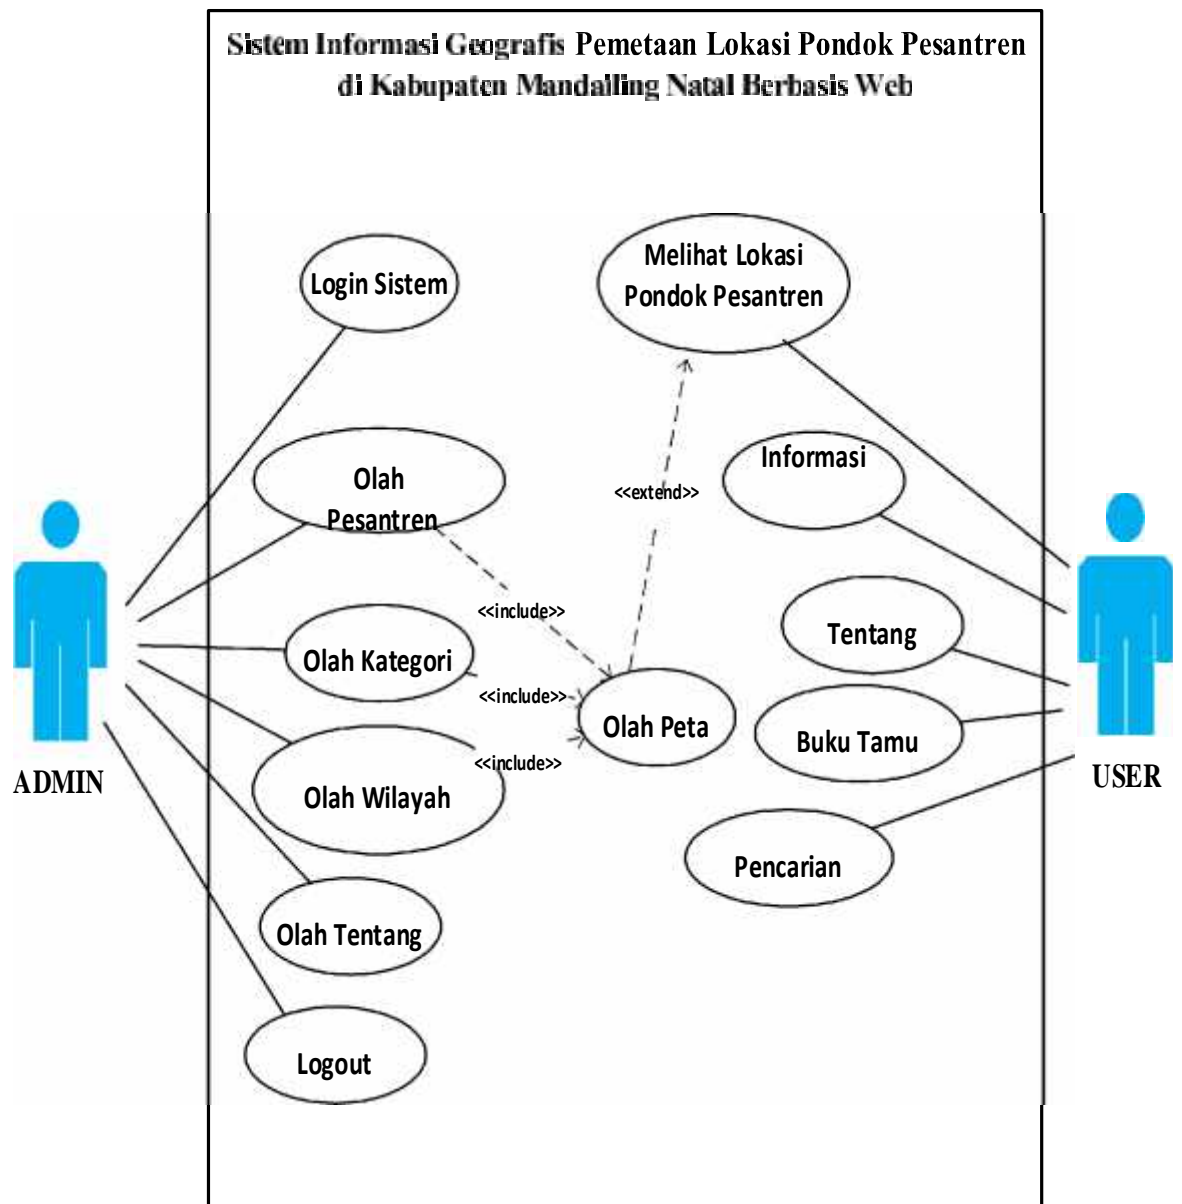 Sistem Informasi Geografis Pemetaan Lokasi Pondok Pesantren
di Kabupaten Mandailing Natal Berbasis Web
Login Sistem
Melihat Lokasi
Pondok Pesantren
Olah
Pesantren
Informasi
<<extend>>
<<include>>
Olah Kategori
Tentang
<<include>>
Olah Peta
Buku Tamu
<<include>>
Olah Wilayah
ADMIN
USER
Pencarian
Olah Tentang
Logout